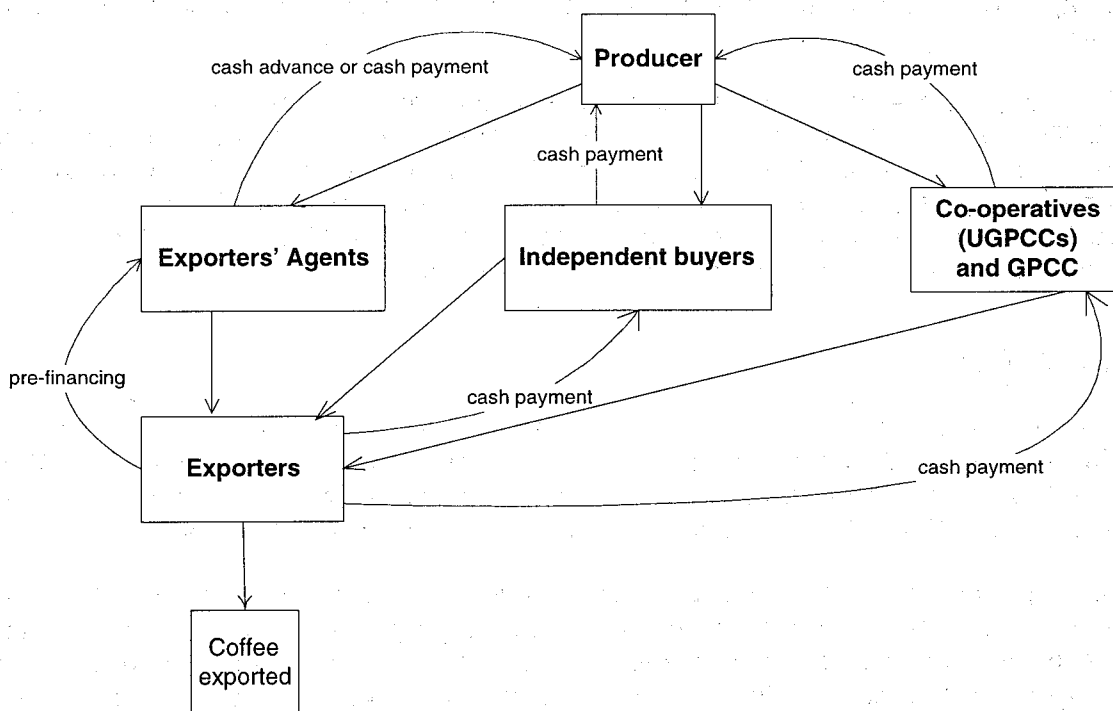 Producer
cash advance or cash payment
cash payment
cash payment
Exporters' Agents
Independent buyers
Co-operatives
(UGPCCs)
and GPCC
pre-financing
cash payment
Exporters
cash payment
Coffee
exported